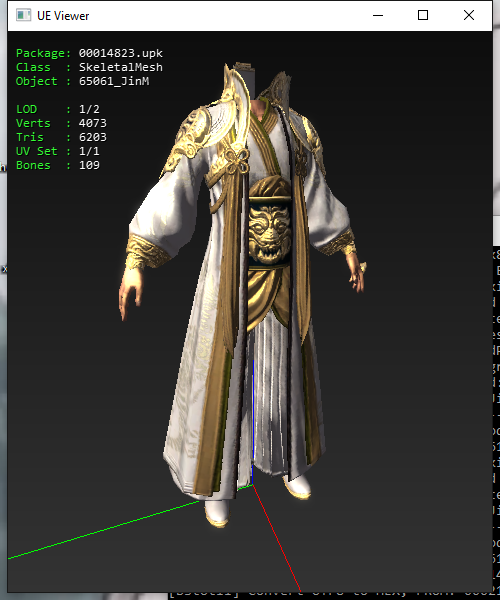 UE Viewer
Package: 00014823.upk
Class : SkeletalMesh
Object : 65061_JinM
LOD : 1/2
Verts : 4073
Tris : 6203
UV Set : 1/1
Bones : 109